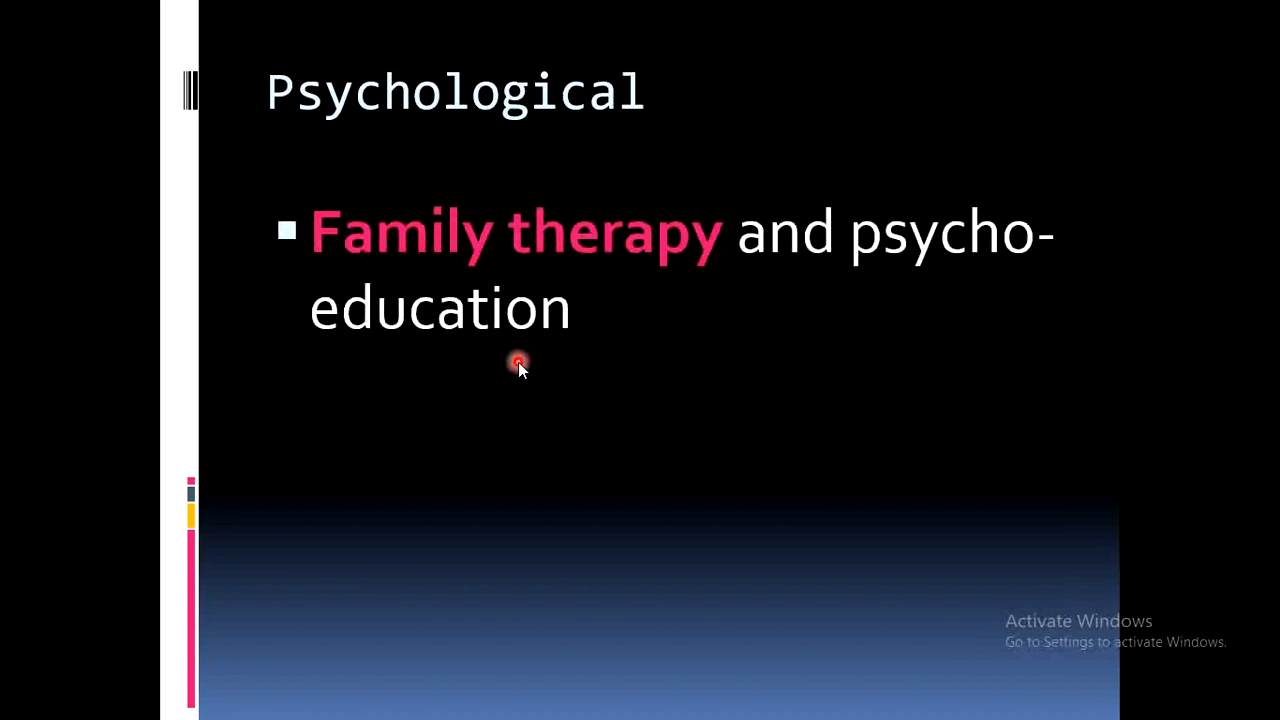 Psychological
Family therapy and psycho-
education
Activate Windows
Go to Settings to activate Windows.